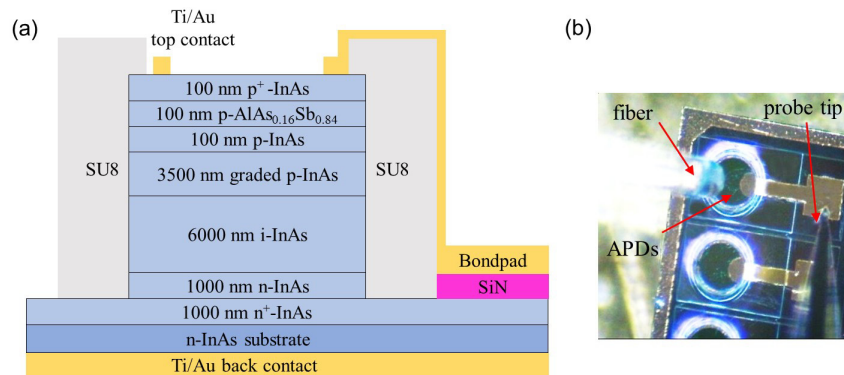 (a)
Ti/Au
top contact
100 nm p⁺-InAs
100 nm p-AlAs₀.₁₆Sb₀.₈₄
100 nm p-InAs
SU8
3500 nm graded p-InAs
SU8
6000 nm i-InAs
1000 nm n-InAs
Bondpad
SiN
1000 nm n⁺-InAs
n-InAs substrate
Ti/Au back contact
(b)
fiber
probe tip
APDs